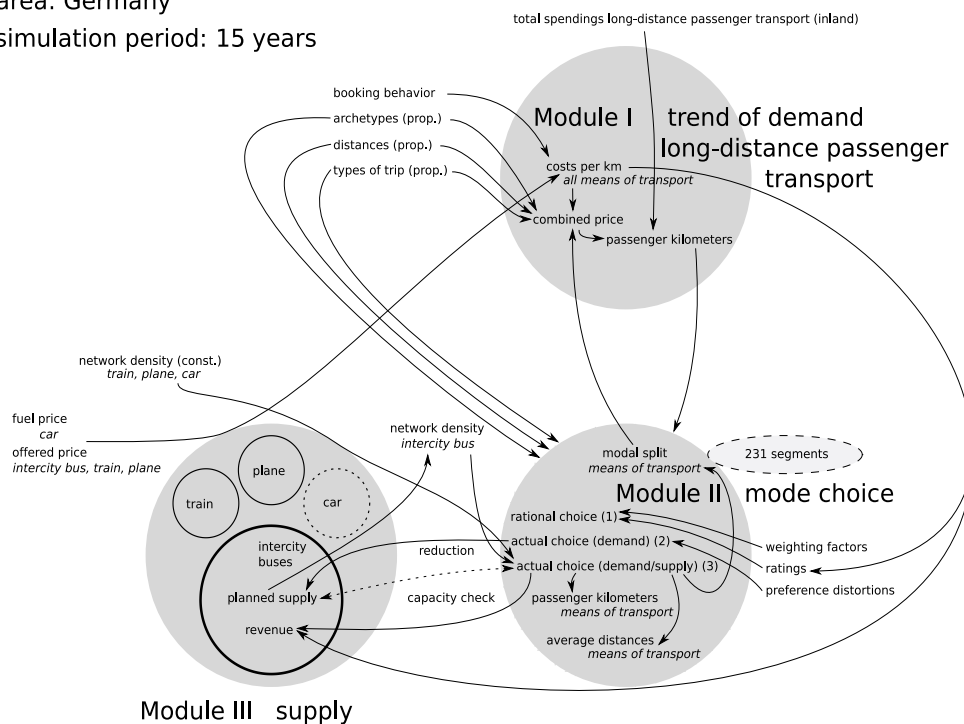 area: Germany
simulation period: 15 years
total spendings long-distance passenger transport (inland)
booking behavior
archetypes (prop.)
distances (prop.)
types of trip (prop.)
Module I trend of demand
long-distance passenger
transport
costs per km
all means of transport
combined price
passenger kilometers
network density (const.)
train, plane, car
fuel price
car
offered price
intercity bus, train, plane
network density
intercity bus
plane
train
car
intercity
buses
planned supply
revenue
Module III supply
reduction
capacity check
modal split
means of transport
231 segments
Module II mode choice
rational choice (1)
actual choice (demand) (2)
actual choice (demand/supply) (3)
passenger kilometers
means of transport
average distances
means of transport
weighting factors
ratings
preference distortions